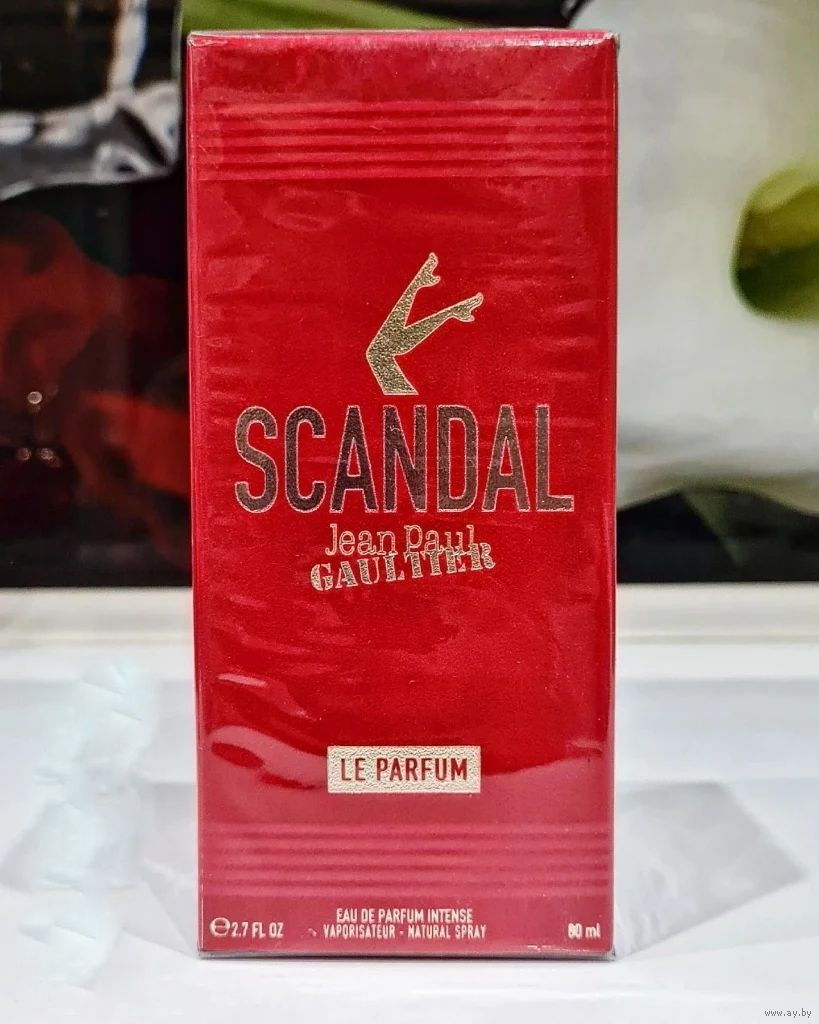 SCANDAL
Jean Paul
GAULTIER
LE PARFUM
EAU DE PARFUM INTENSE
℮ 2.7 FL OZ VAPORISATEUR - NATURAL SPRAY 80 ml
www.ay.by